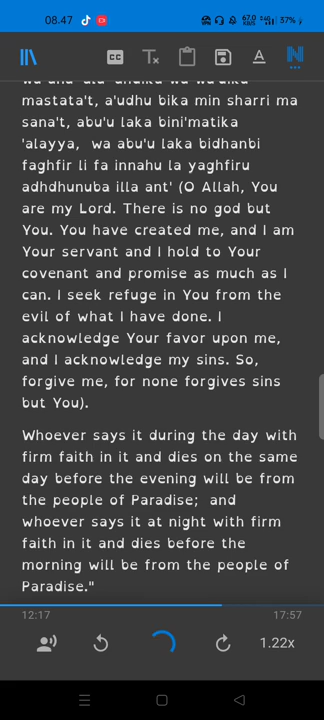 08.47
67.0 KB/S
37%
CC
A
N
mastata't, a'udhu bika min sharri ma
sana't, abu'u laka bini'matika
'alayya, wa abu'u laka bidhanbi
faghfir li fa innahu la yaghfiru
adhdhunuba illa ant' (O Allah, You
are my Lord. There is no god but
You. You have created me, and I am
Your servant and I hold to Your
covenant and promise as much as I
can. I seek refuge in You from the
evil of what I have done. I
acknowledge Your favor upon me,
and I acknowledge my sins. So,
forgive me, for none forgives sins
but You).
Whoever says it during the day with
firm faith in it and dies on the same
day before the evening will be from
the people of Paradise; and
whoever says it at night with firm
faith in it and dies before the
morning will be from the people of
Paradise."
12:17
17:57
1.22x